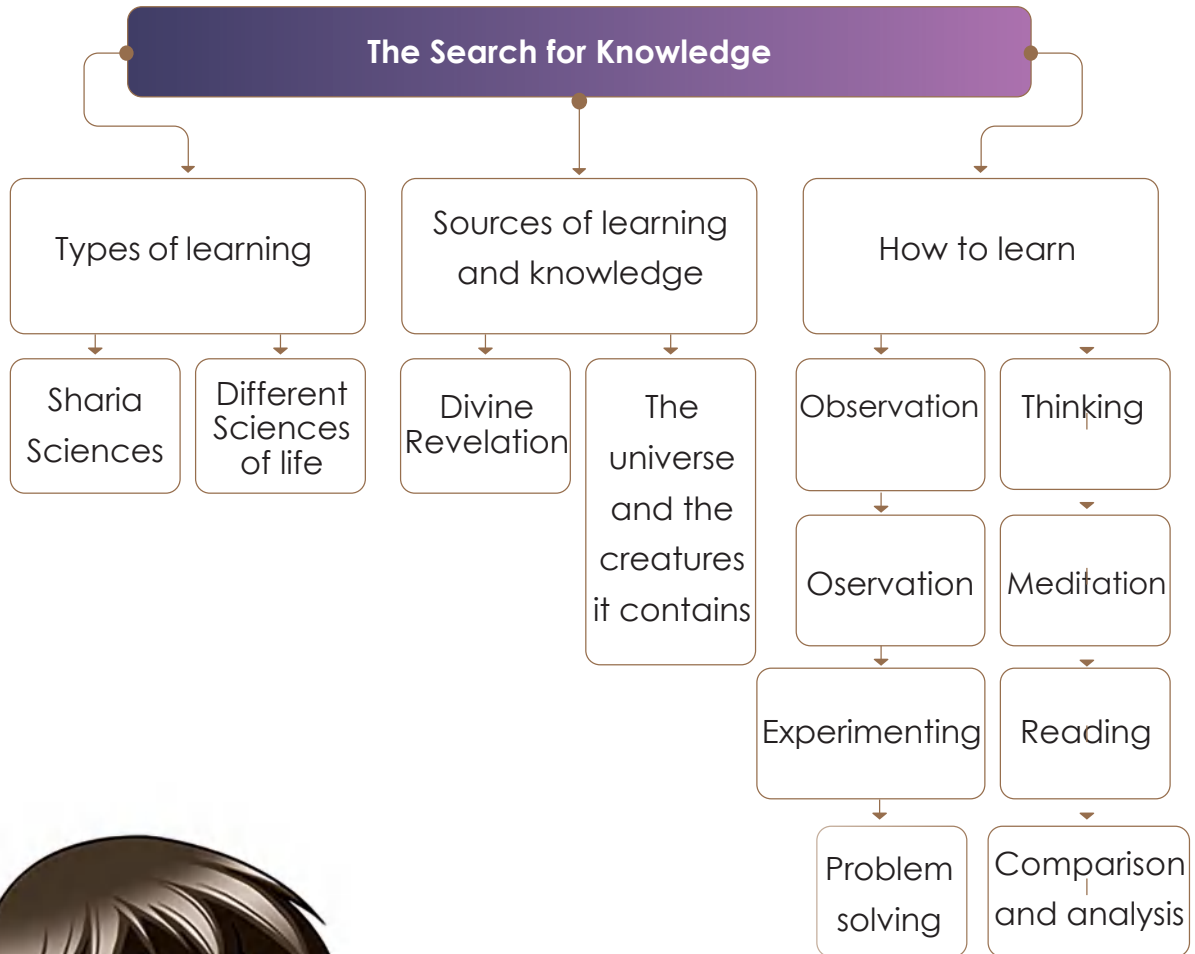 The Search for Knowledge
Types of learning
Sources of learning
and knowledge
How to learn
Sharia
Sciences
Different
Sciences
of life
Divine
Revelation
The
universe
and the
creatures
it contains
Observation
Thinking
Oservation
Meditation
Experimenting
Reading
Problem
solving
Comparison
and analysis